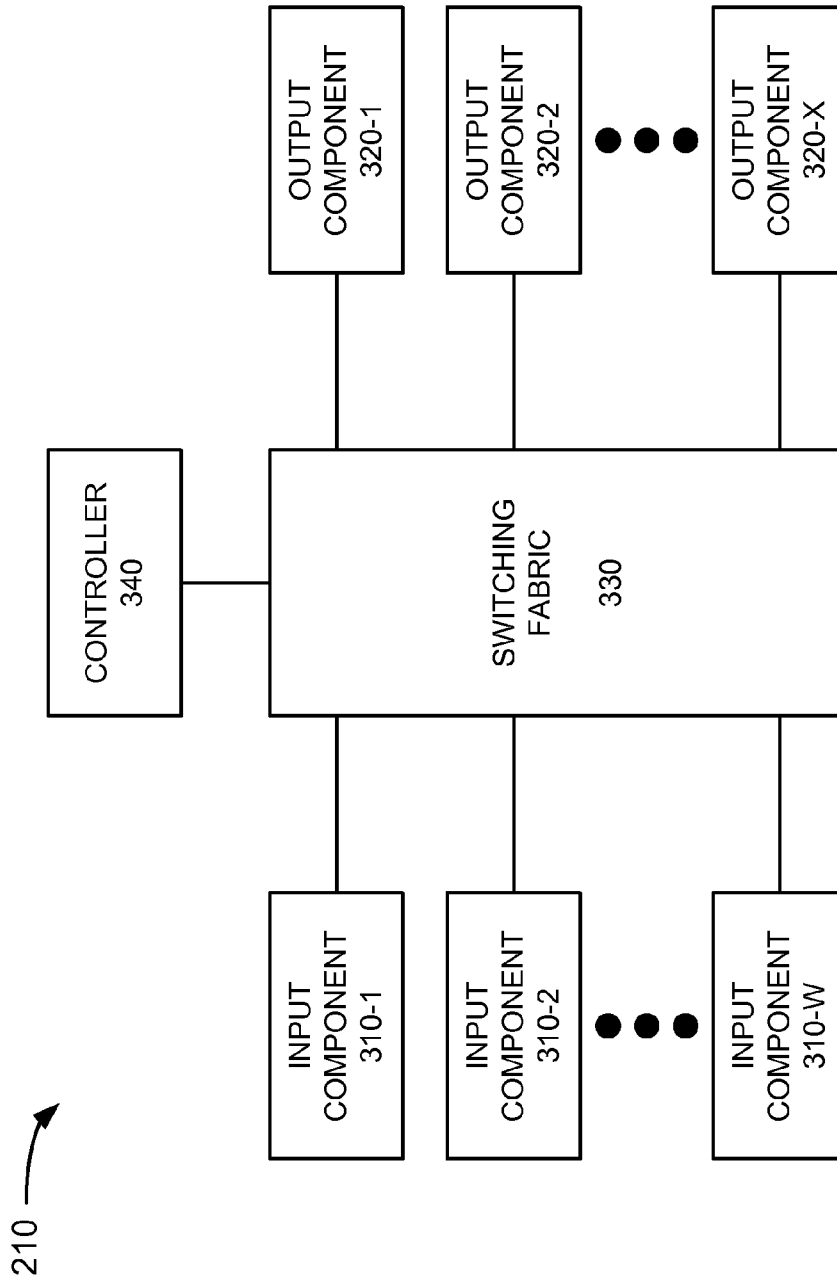 210
CONTROLLER
340
INPUT
COMPONENT
310-1
INPUT
COMPONENT
310-2
INPUT
COMPONENT
310-W
SWITCHING
FABRIC
330
OUTPUT
COMPONENT
320-1
OUTPUT
COMPONENT
320-2
OUTPUT
COMPONENT
320-X